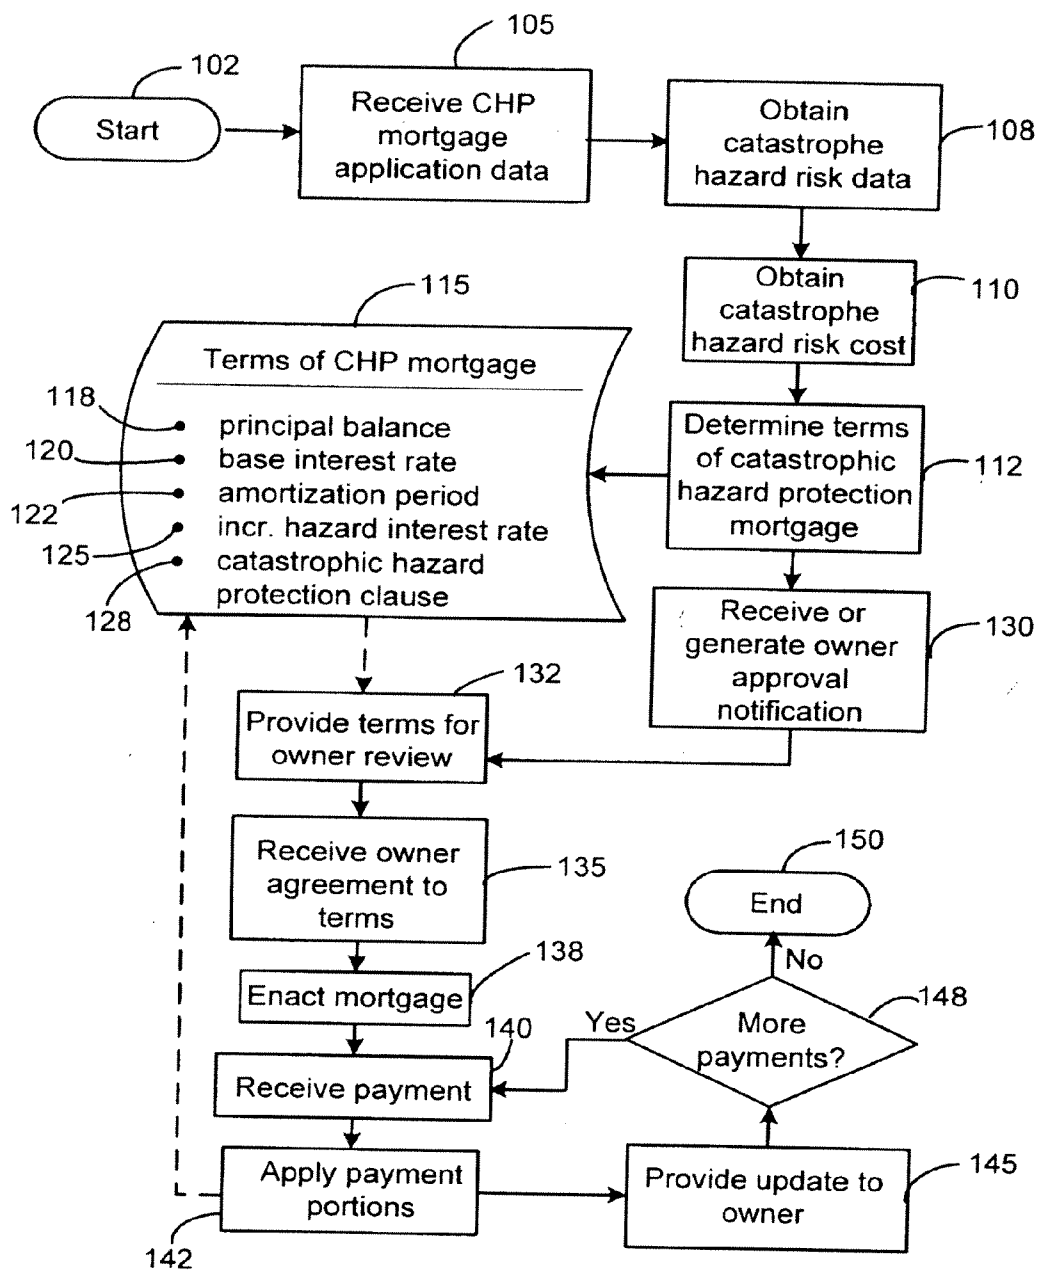 105
102
Start
Receive CHP
mortgage
application data
Obtain
catastrophe
hazard risk data
108
Obtain
catastrophe
hazard risk cost
110
115
Terms of CHP mortgage
118
principal balance
120
base interest rate
122
amortization period
125
incr. hazard interest rate
128
catastrophic hazard
protection clause
Determine terms
of catastrophic
hazard protection
mortgage
112
Receive or
generate owner
approval
notification
130
132
Provide terms for
owner review
Receive owner
agreement to
terms
135
150
End
138
Enact mortgage
No
148
Yes
More
payments?
140
Receive payment
Apply payment
portions
142
Provide update to
owner
145